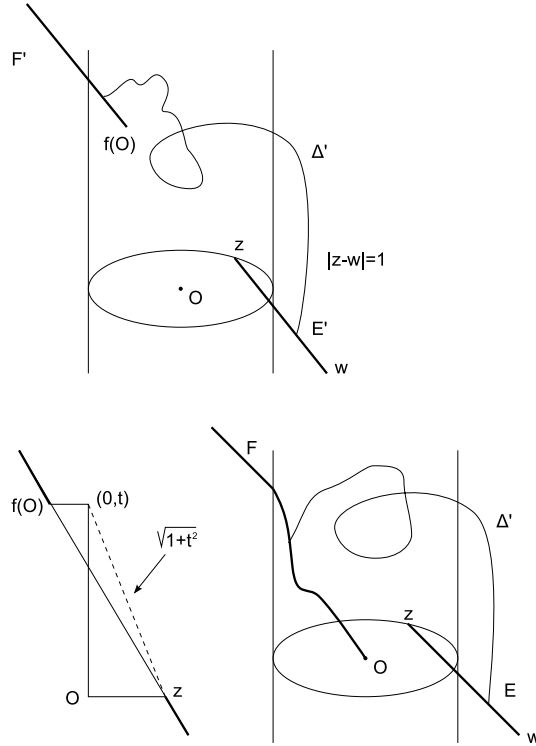 F'
f(O)
Δ'
z
|z-w|=1
O
E'
w
F
f(O)
(0,t)
Δ'
√1+t²
z
O
z
O
E
w